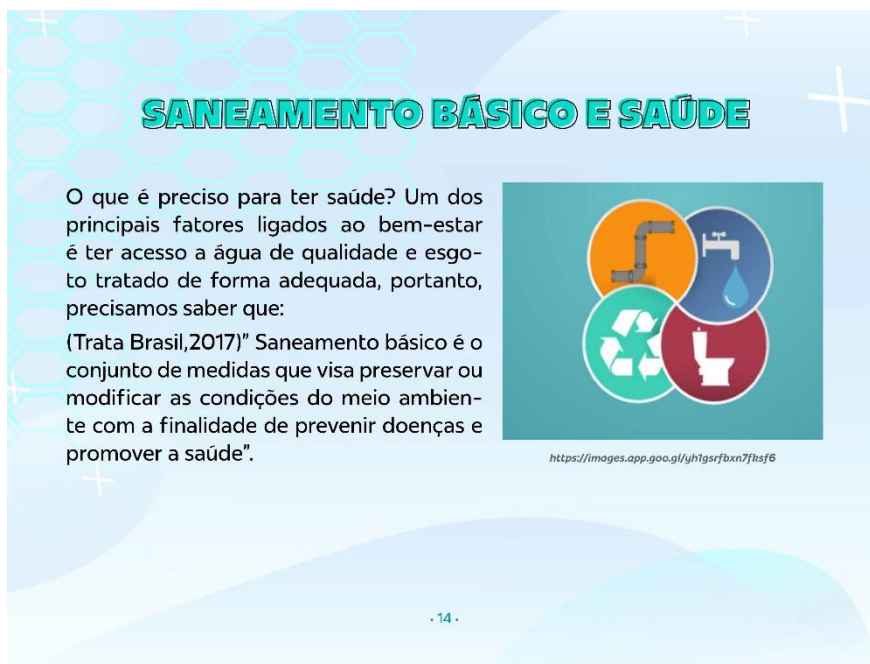 SANEAMENTO BÁSICO E SAÚDE
O que é preciso para ter saúde? Um dos
principais fatores ligados ao bem-estar
é ter acesso a água de qualidade e esgo-
to tratado de forma adequada, portanto,
precisamos saber que:
(Trata Brasil,2017)” Saneamento básico é o
conjunto de medidas que visa preservar ou
modificar as condições do meio ambien-
te com a finalidade de prevenir doenças e
promover a saúde”.
https://images.app.goo.gl/yh1gsrfbxn7fksf6
· 14 ·